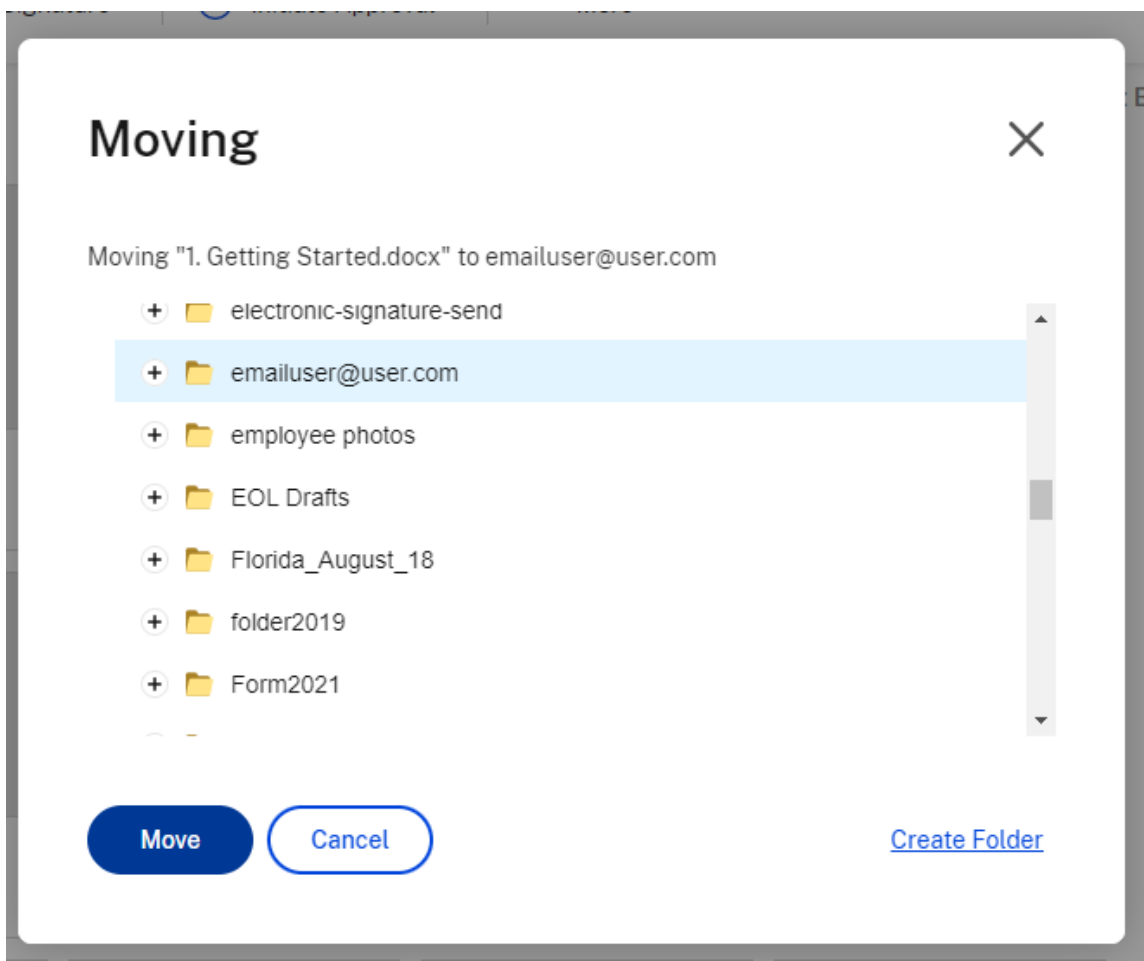 Moving
Moving "1. Getting Started.docx" to emailuser@user.com
electronic-signature-send
emailuser@user.com
employee photos
EOL Drafts
Florida_August_18
folder2019
Form2021
Move
Cancel
Create Folder